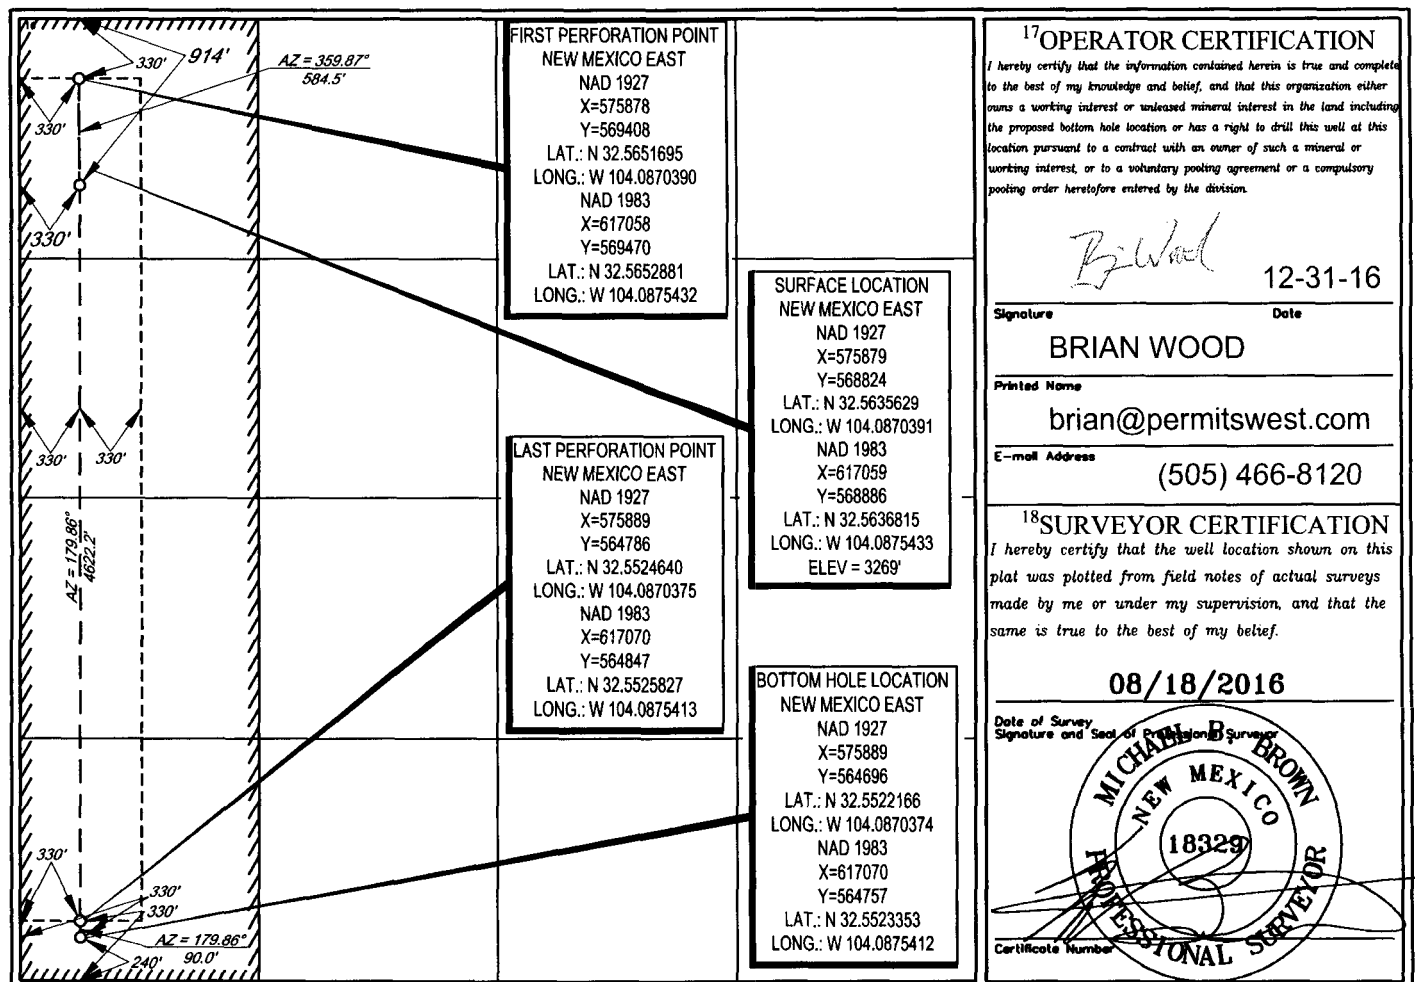 330'
914'
AZ = 359.87°
584.5'
330'
330'
330'
330'
AZ = 179.86°
4622.2'
330'
330'
330'
AZ = 179.86°
90.0'
240'
FIRST PERFORATION POINT
NEW MEXICO EAST
NAD 1927
X=575878
Y=569408
LAT.: N 32.5651695
LONG.: W 104.0870390
NAD 1983
X=617058
Y=569470
LAT.: N 32.5652881
LONG.: W 104.0875432
SURFACE LOCATION
NEW MEXICO EAST
NAD 1927
X=575879
Y=568824
LAT.: N 32.5635629
LONG.: W 104.0870391
NAD 1983
X=617059
Y=568886
LAT.: N 32.5636815
LONG.: W 104.0875433
ELEV = 3269'
LAST PERFORATION POINT
NEW MEXICO EAST
NAD 1927
X=575889
Y=564786
LAT.: N 32.5524640
LONG.: W 104.0870375
NAD 1983
X=617070
Y=564847
LAT.: N 32.5525827
LONG.: W 104.0875413
BOTTOM HOLE LOCATION
NEW MEXICO EAST
NAD 1927
X=575889
Y=564696
LAT.: N 32.5522166
LONG.: W 104.0870374
NAD 1983
X=617070
Y=564757
LAT.: N 32.5523353
LONG.: W 104.0875412
17 OPERATOR CERTIFICATION
I hereby certify that the information contained herein is true and complete
to the best of my knowledge and belief, and that this organization either
owns a working interest or unleased mineral interest in the land including
the proposed bottom hole location or has a right to drill this well at this
location pursuant to a contract with an owner of such a mineral or
working interest, or to a voluntary pooling agreement or a compulsory
pooling order heretofore entered by the division.
12-31-16
Signature Date
BRIAN WOOD
Printed Name
brian@permitswest.com
E-mail Address
(505) 466-8120
18 SURVEYOR CERTIFICATION
I hereby certify that the well location shown on this
plat was plotted from field notes of actual surveys
made by me or under my supervision, and that the
same is true to the best of my belief.
08/18/2016
Date of Survey
Signature and Seal of Professional Surveyor
MICHAEL B. BROWN
NEW MEXICO
18329
PROFESSIONAL SURVEYOR
Certificate Number